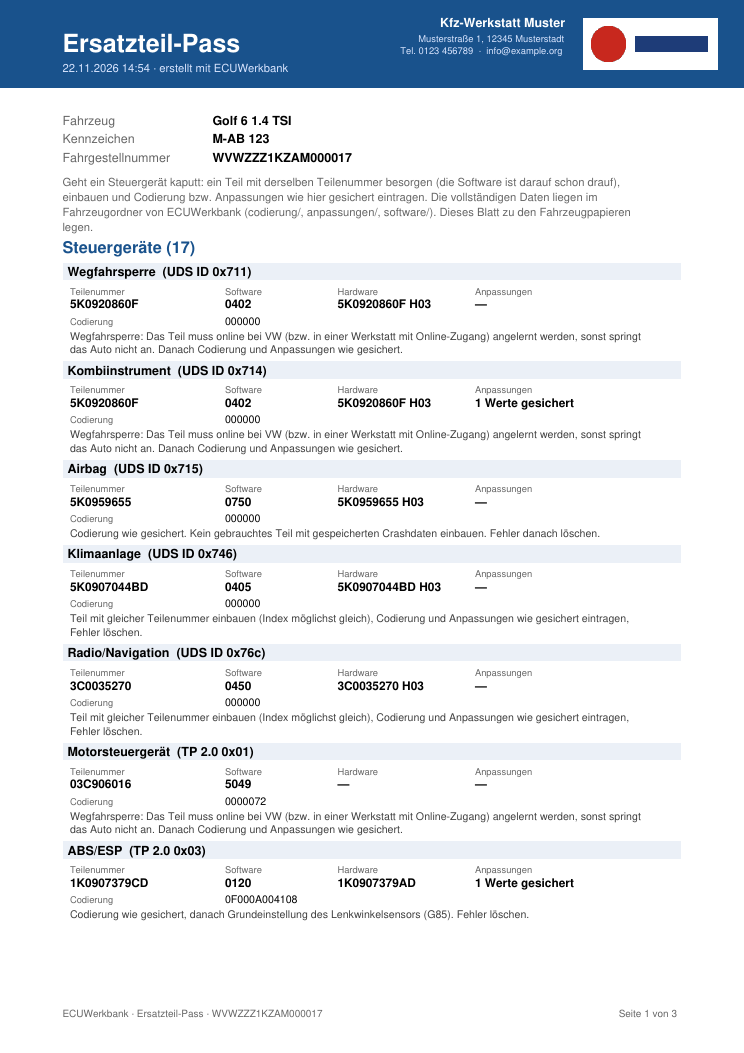 Ersatzteil-Pass
22.11.2026 14:54 · erstellt mit ECUWerkbank
Kfz-Werkstatt Muster
Musterstraße 1, 12345 Musterstadt
Tel. 0123 456789 · info@example.org
Fahrzeug Golf 6 1.4 TSI
Kennzeichen M-AB 123
Fahrgestellnummer WVWZZZ1KZAM000017
Geht ein Steuergerät kaputt: ein Teil mit derselben Teilenummer besorgen (die Software ist darauf schon drauf),
einbauen und Codierung bzw. Anpassungen wie hier gesichert eintragen. Die vollständigen Daten liegen im
Fahrzeugordner von ECUWerkbank (codierung/, anpassungen/, software/). Dieses Blatt zu den Fahrzeugpapieren
legen.
Steuergeräte (17)
Wegfahrsperre (UDS ID 0x711)
Teilenummer Software Hardware Anpassungen
5K0920860F 0402 5K0920860F H03 —
Codierung 000000
Wegfahrsperre: Das Teil muss online bei VW (bzw. in einer Werkstatt mit Online-Zugang) angelernt werden, sonst springt
das Auto nicht an. Danach Codierung und Anpassungen wie gesichert.
Kombiinstrument (UDS ID 0x714)
Teilenummer Software Hardware Anpassungen
5K0920860F 0402 5K0920860F H03 1 Werte gesichert
Codierung 000000
Wegfahrsperre: Das Teil muss online bei VW (bzw. in einer Werkstatt mit Online-Zugang) angelernt werden, sonst springt
das Auto nicht an. Danach Codierung und Anpassungen wie gesichert.
Airbag (UDS ID 0x715)
Teilenummer Software Hardware Anpassungen
5K0959655 0750 5K0959655 H03 —
Codierung 000000
Codierung wie gesichert. Kein gebrauchtes Teil mit gespeicherten Crashdaten einbauen. Fehler danach löschen.
Klimaanlage (UDS ID 0x746)
Teilenummer Software Hardware Anpassungen
5K0907044BD 0405 5K0907044BD H03 —
Codierung 000000
Teil mit gleicher Teilenummer einbauen (Index möglichst gleich), Codierung und Anpassungen wie gesichert eintragen,
Fehler löschen.
Radio/Navigation (UDS ID 0x76c)
Teilenummer Software Hardware Anpassungen
3C0035270 0450 3C0035270 H03 —
Codierung 000000
Teil mit gleicher Teilenummer einbauen (Index möglichst gleich), Codierung und Anpassungen wie gesichert eintragen,
Fehler löschen.
Motorsteuergerät (TP 2.0 0x01)
Teilenummer Software Hardware Anpassungen
03C906016 5049 — —
Codierung 0000072
Wegfahrsperre: Das Teil muss online bei VW (bzw. in einer Werkstatt mit Online-Zugang) angelernt werden, sonst springt
das Auto nicht an. Danach Codierung und Anpassungen wie gesichert.
ABS/ESP (TP 2.0 0x03)
Teilenummer Software Hardware Anpassungen
1K0907379CD 0120 1K0907379AD 1 Werte gesichert
Codierung 0F000A004108
Codierung wie gesichert, danach Grundeinstellung des Lenkwinkelsensors (G85). Fehler löschen.
ECUWerkbank · Ersatzteil-Pass · WVWZZZ1KZAM000017 Seite 1 von 3